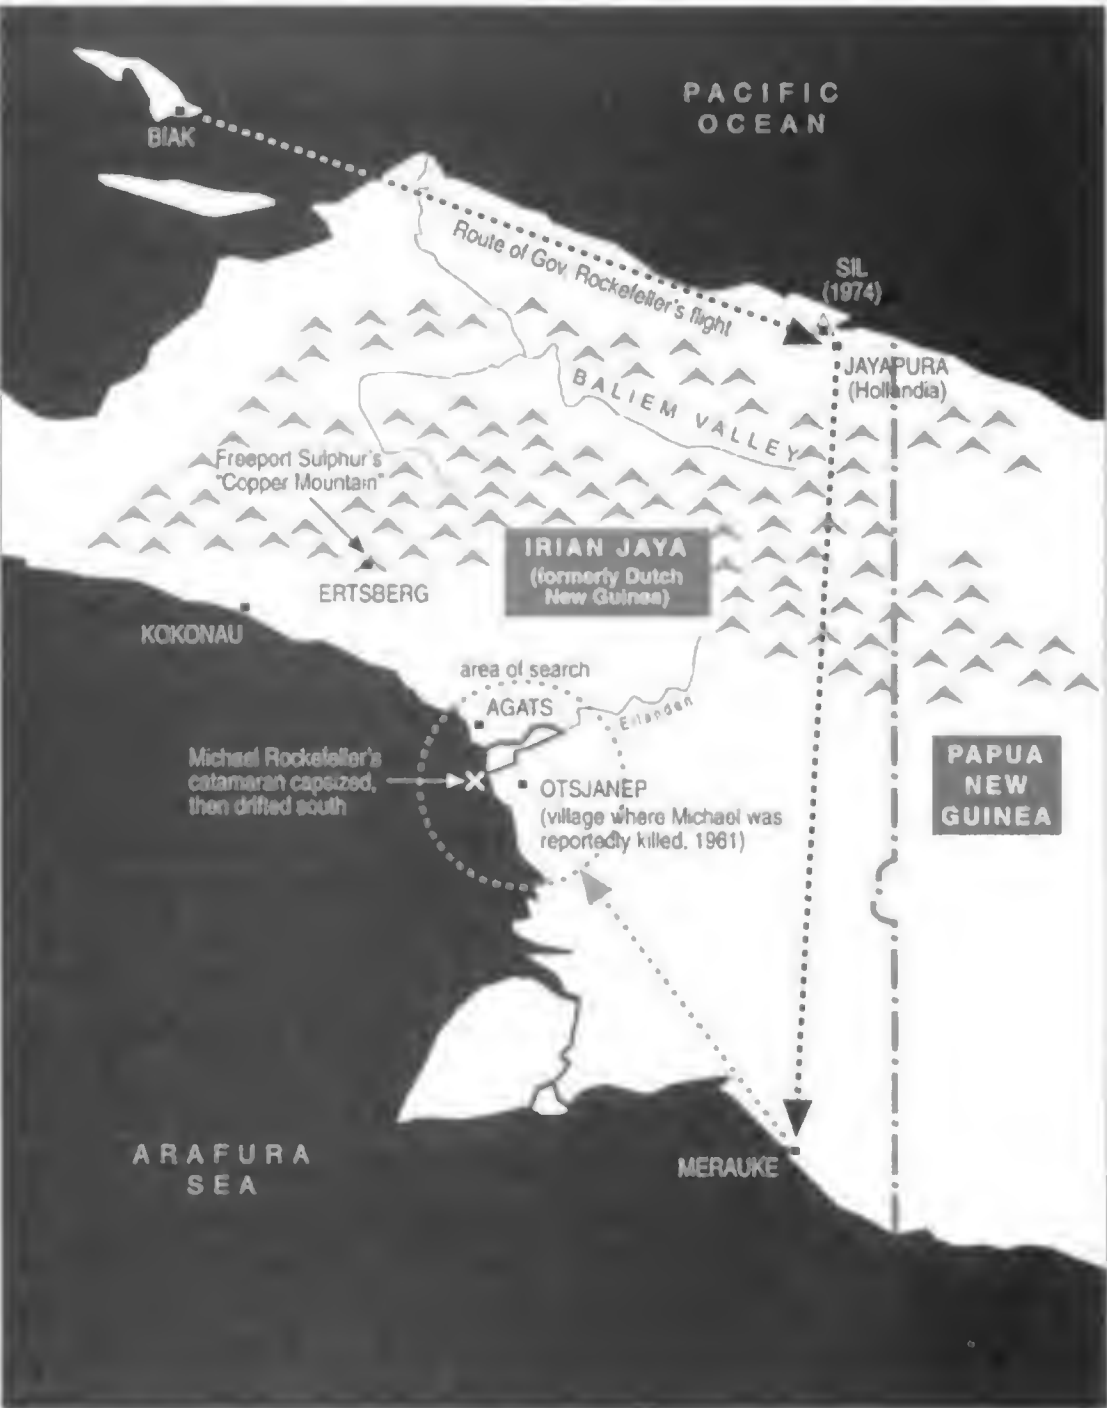 PACIFIC
OCEAN
BIAK
Route of Gov. Rockefeller's flight
SIL
(1974)
JAYAPURA
(Hollandia)
BALIEM VALLEY
Freeport Sulphur's
"Copper Mountain"
IRIAN JAYA
(formerly Dutch
New Guinea)
ERTSBERG
KOKONAU
area of search
AGATS
Eilanden
Michael Rockefeller's
catamaran capsized,
then drifted south
OTSJANEP
(village where Michael was
reportedly killed, 1961)
PAPUA
NEW
GUINEA
ARAFURA
SEA
MERAUKE